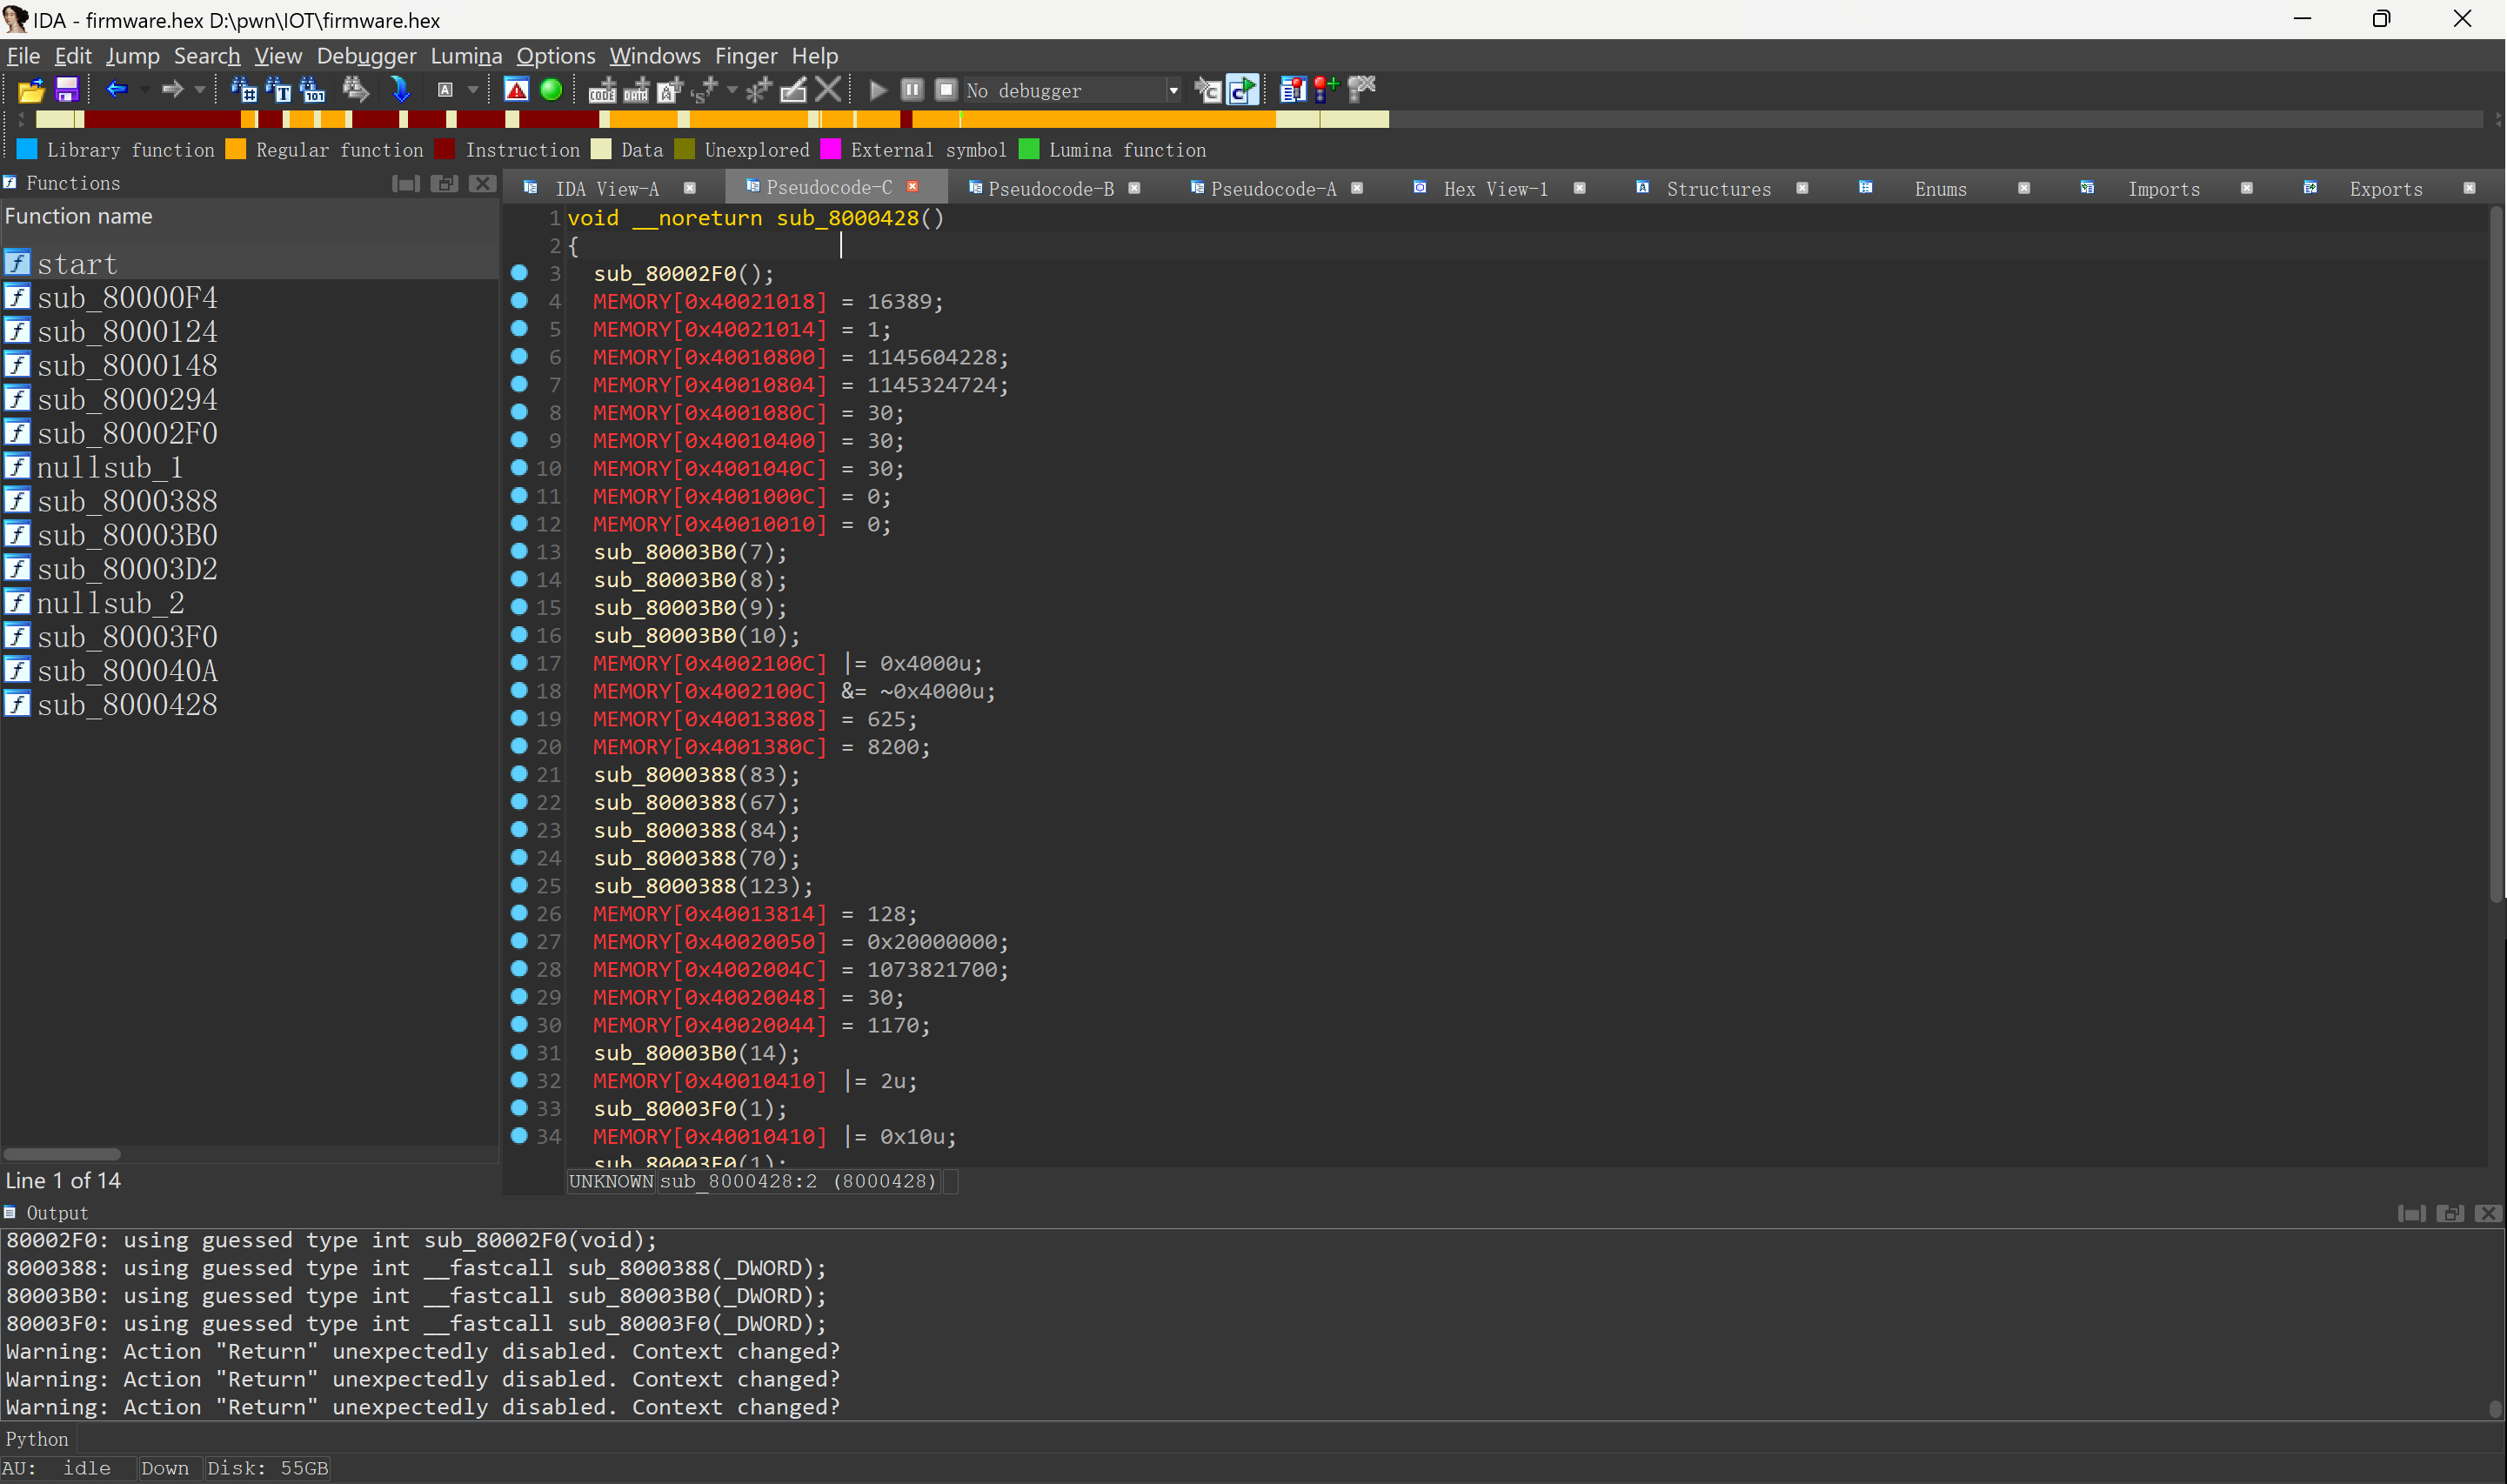 IDA - firmware.hex D:\pwn\IOT\firmware.hex
File Edit Jump Search View Debugger Lumina Options Windows Finger Help
No debugger
Library function Regular function Instruction Data Unexplored External symbol Lumina function
Functions
Function name
start
sub_80000F4
sub_8000124
sub_8000148
sub_8000294
sub_80002F0
nullsub_1
sub_8000388
sub_80003B0
sub_80003D2
nullsub_2
sub_80003F0
sub_800040A
sub_8000428
Line 1 of 14
IDA View-A Pseudocode-C Pseudocode-B Pseudocode-A Hex View-1 Structures Enums Imports Exports
1 void __noreturn sub_8000428()
2 {
3 sub_80002F0();
4 MEMORY[0x40021018] = 16389;
5 MEMORY[0x40021014] = 1;
6 MEMORY[0x40010800] = 1145604228;
7 MEMORY[0x40010804] = 1145324724;
8 MEMORY[0x4001080C] = 30;
9 MEMORY[0x40010400] = 30;
10 MEMORY[0x4001040C] = 30;
11 MEMORY[0x4001000C] = 0;
12 MEMORY[0x40010010] = 0;
13 sub_80003B0(7);
14 sub_80003B0(8);
15 sub_80003B0(9);
16 sub_80003B0(10);
17 MEMORY[0x4002100C] |= 0x4000u;
18 MEMORY[0x4002100C] &= ~0x4000u;
19 MEMORY[0x40013808] = 625;
20 MEMORY[0x4001380C] = 8200;
21 sub_8000388(83);
22 sub_8000388(67);
23 sub_8000388(84);
24 sub_8000388(70);
25 sub_8000388(123);
26 MEMORY[0x40013814] = 128;
27 MEMORY[0x40020050] = 0x20000000;
28 MEMORY[0x4002004C] = 1073821700;
29 MEMORY[0x40020048] = 30;
30 MEMORY[0x40020044] = 1170;
31 sub_80003B0(14);
32 MEMORY[0x40010410] |= 2u;
33 sub_80003F0(1);
34 MEMORY[0x40010410] |= 0x10u;
sub_80003F0(1);
UNKNOWN sub_8000428:2 (8000428)
Output
80002F0: using guessed type int sub_80002F0(void);
8000388: using guessed type int __fastcall sub_8000388(_DWORD);
80003B0: using guessed type int __fastcall sub_80003B0(_DWORD);
80003F0: using guessed type int __fastcall sub_80003F0(_DWORD);
Warning: Action "Return" unexpectedly disabled. Context changed?
Warning: Action "Return" unexpectedly disabled. Context changed?
Warning: Action "Return" unexpectedly disabled. Context changed?
Python
AU: idle Down Disk: 55GB